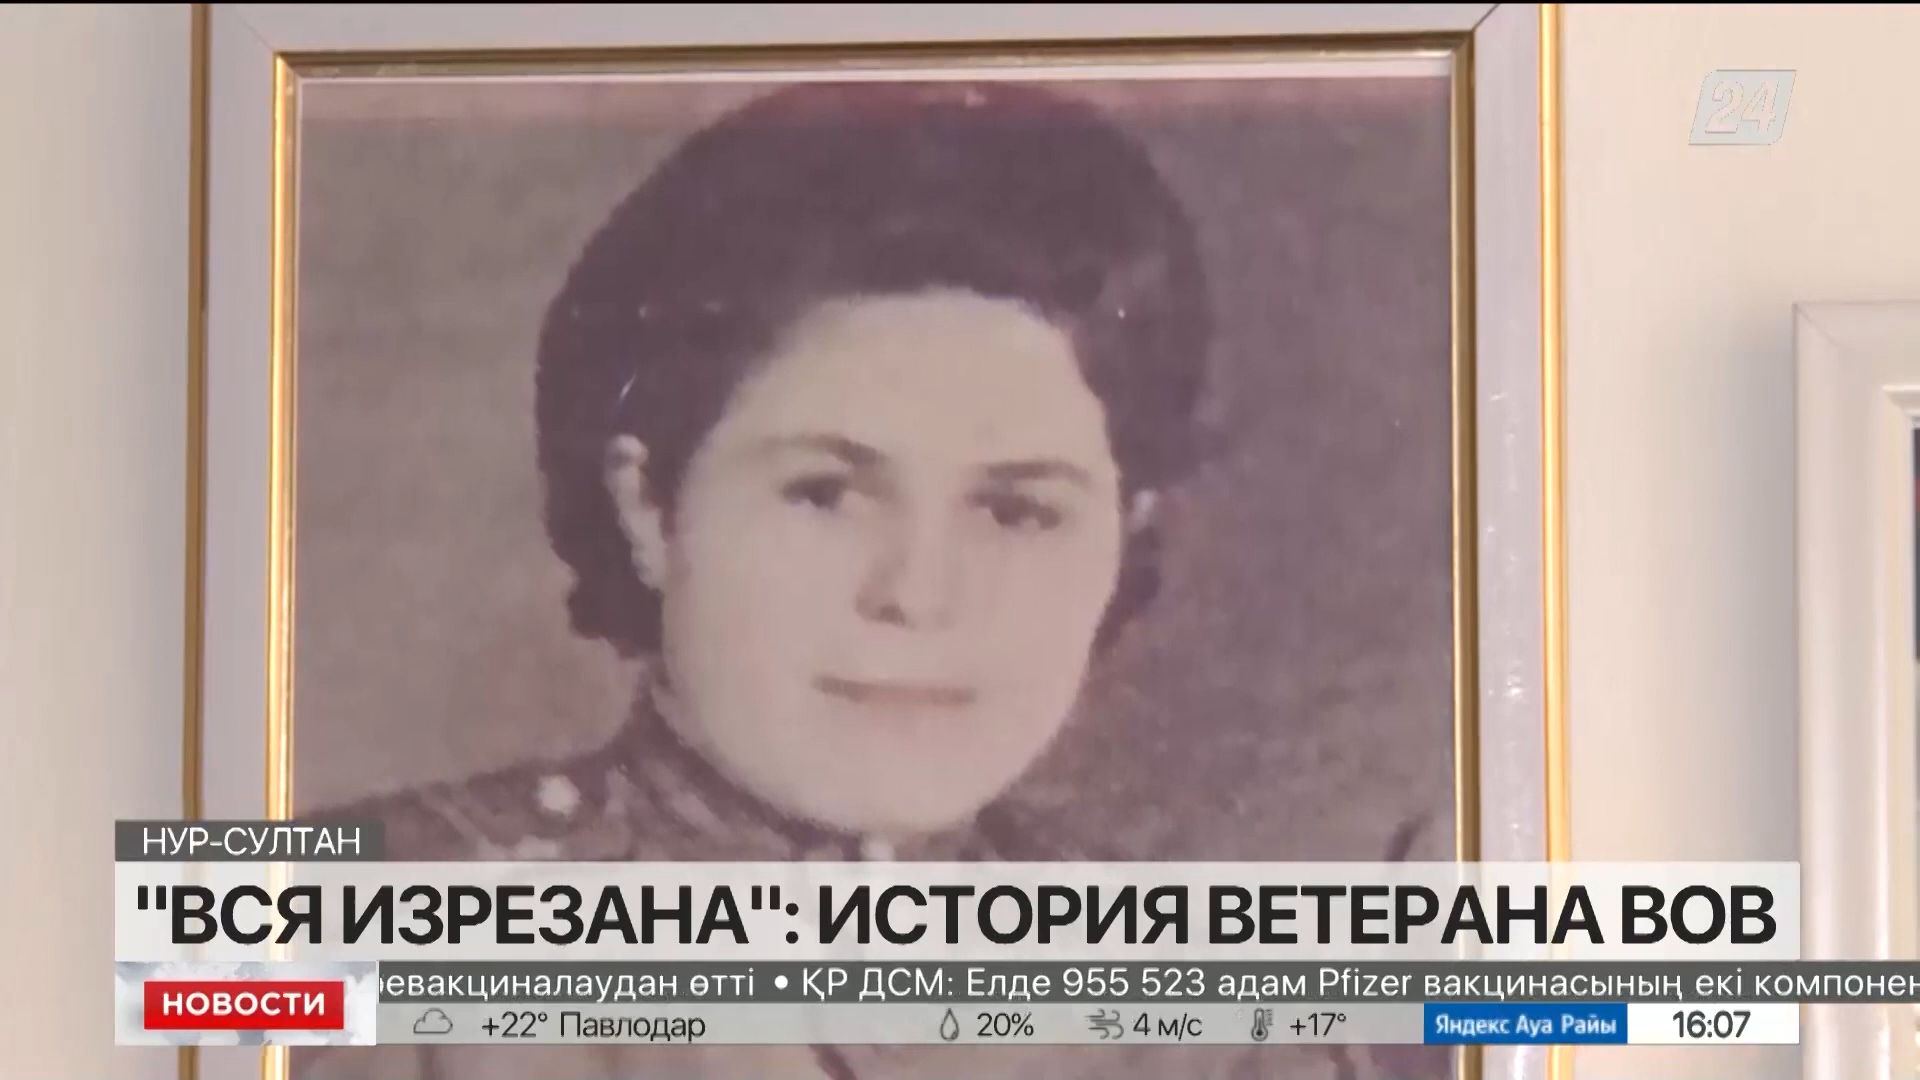 24
НУР-СУЛТАН
"ВСЯ ИЗРЕЗАНА": ИСТОРИЯ ВЕТЕРАНА ВОВ
НОВОСТИ
ревакциналаудан өтті • ҚР ДСМ: Елде 955 523 адам Pfizer вакцинасының екі компонен
+22° Павлодар 20% 4 м/с +17° Яндекс Ауа Райы 16:07